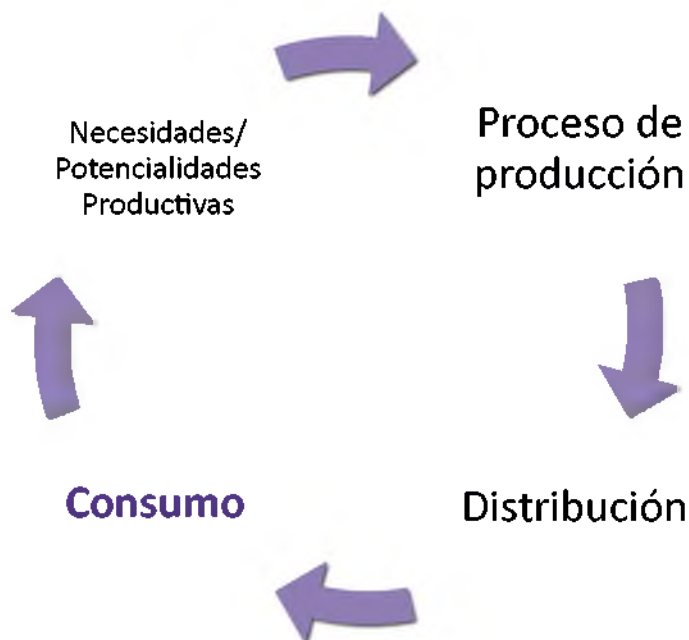 Necesidades/
Potencialidades
Productivas
Proceso de
producción
Consumo
Distribución